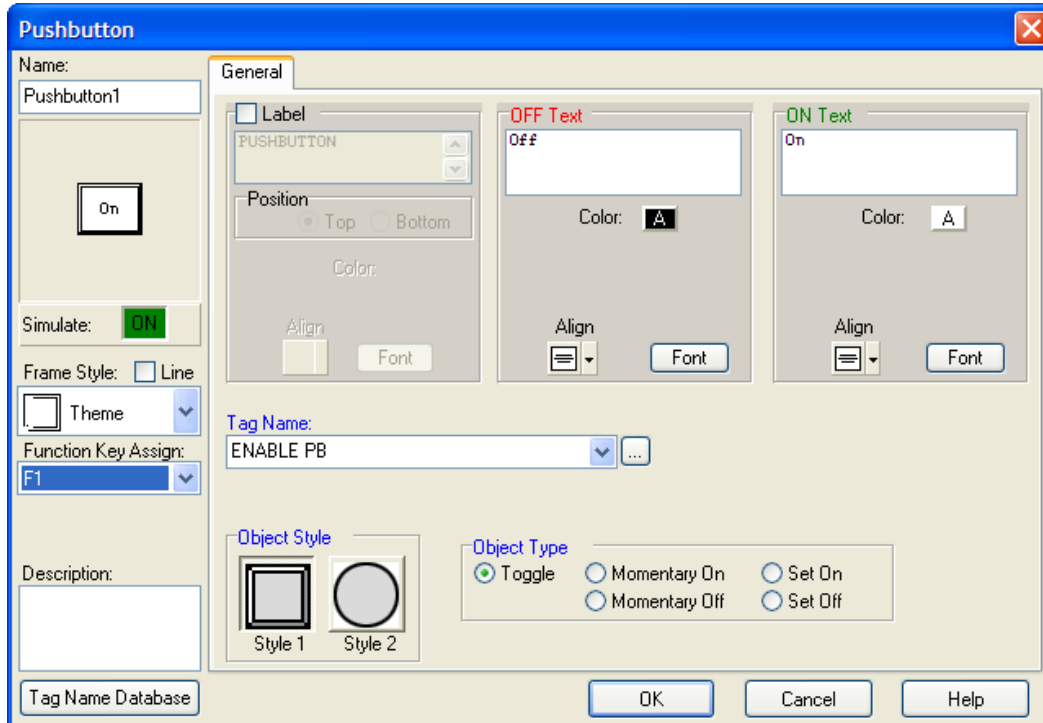 Pushbutton
Name:
Pushbutton1
On
Simulate: ON
Frame Style: Line
Theme
Function Key Assign:
F1
Description:
Tag Name Database
General
Label
PUSHBUTTON
Position
Top Bottom
Color:
Align
Font
OFF Text
Off
Color: A
Align
Font
ON Text
On
Color: A
Align
Font
Tag Name:
ENABLE PB
...
Object Style
Style 1 Style 2
Object Type
Toggle Momentary On Set On
Momentary Off Set Off
OK Cancel Help